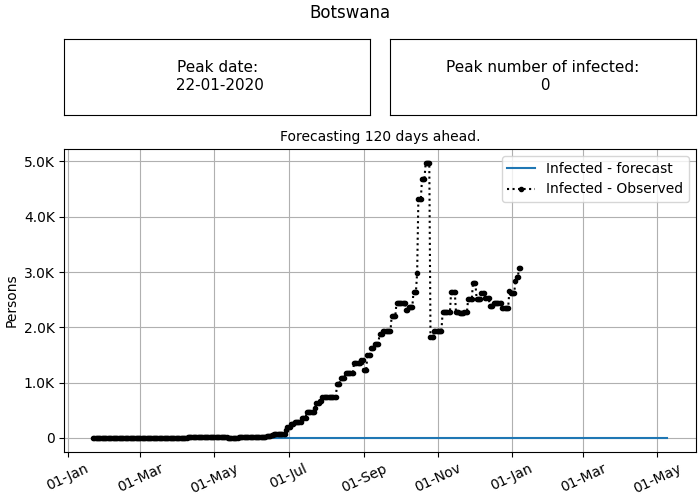 Botswana
Peak date:
22-01-2020
Peak number of infected:
0
Forecasting 120 days ahead.
Infected - forecast
Infected - Observed
Persons
5.0K
4.0K
3.0K
2.0K
1.0K
0
01-Jan
01-Mar
01-May
01-Jul
01-Sep
01-Nov
01-Jan
01-Mar
01-May